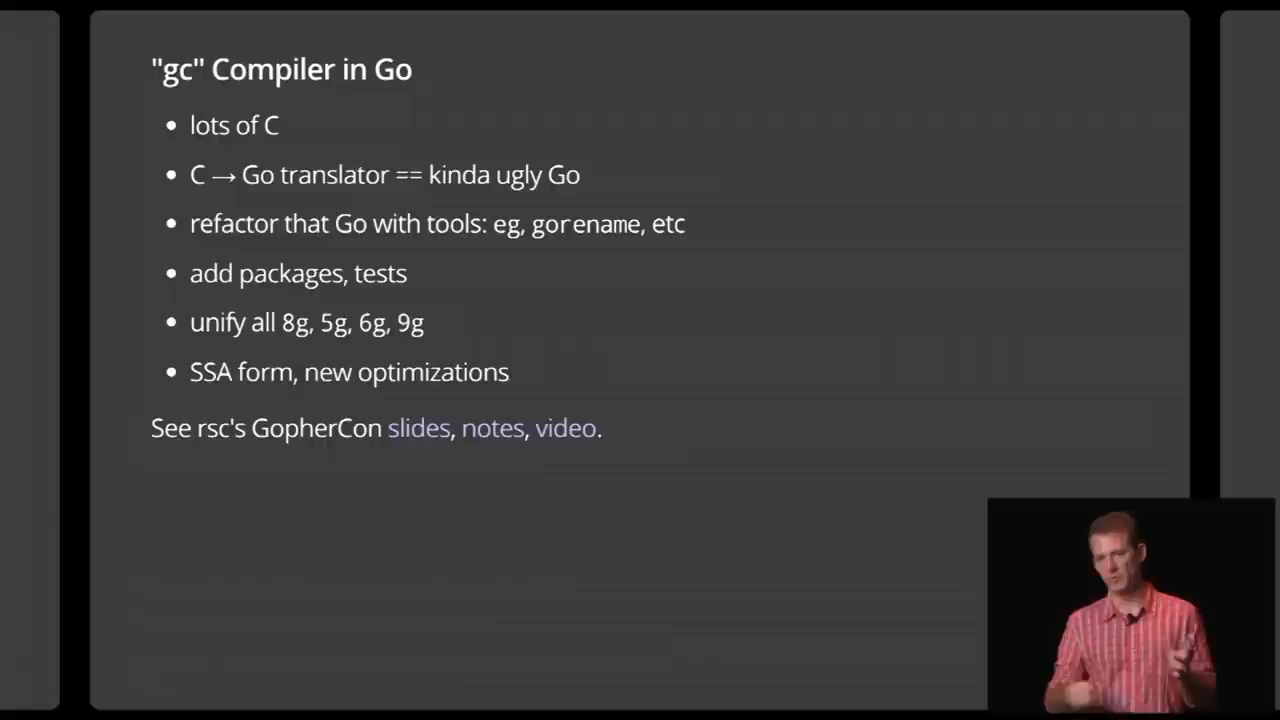 "gc" Compiler in Go
• lots of C
• C → Go translator == kinda ugly Go
• refactor that Go with tools: eg, gorename, etc
• add packages, tests
• unify all 8g, 5g, 6g, 9g
• SSA form, new optimizations
See rsc's GopherCon slides, notes, video.